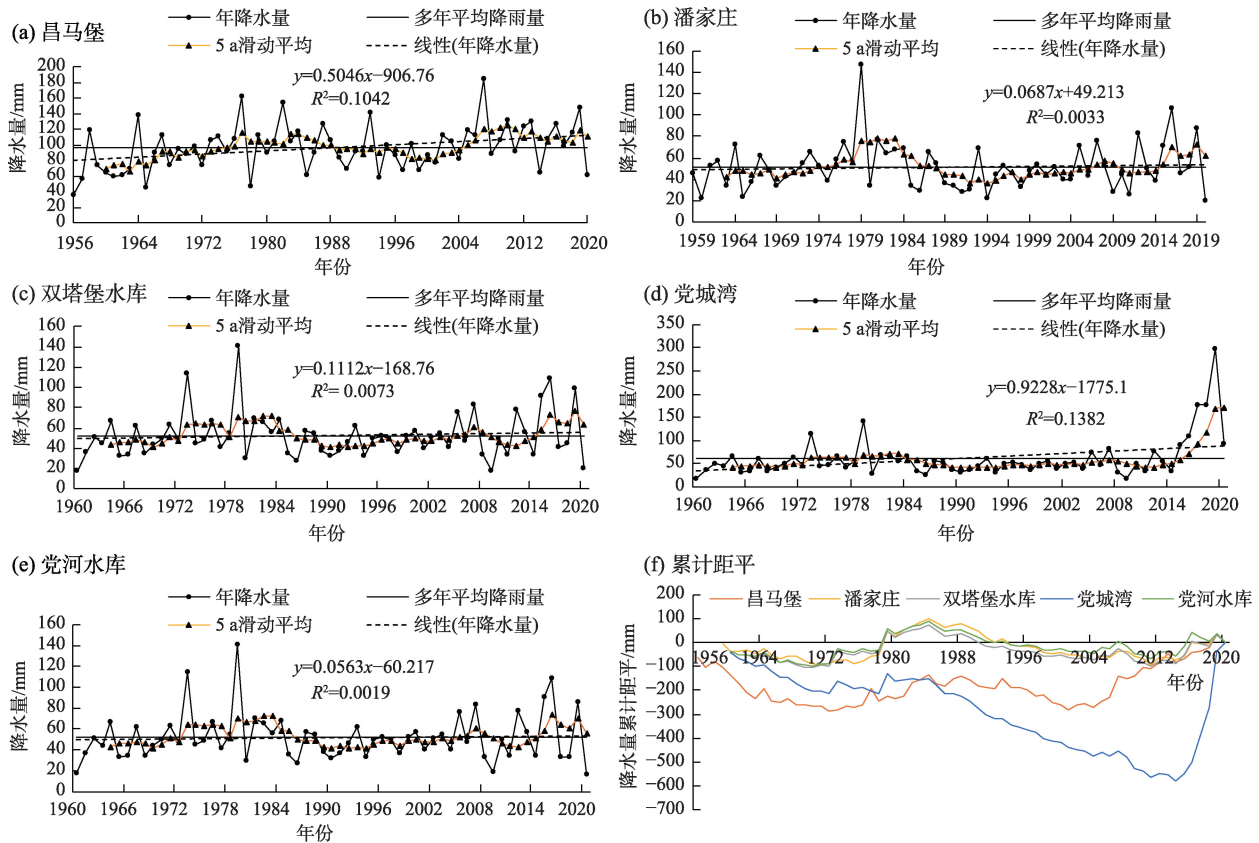 (a) 昌马堡
年降水量
多年平均降雨量
5 a滑动平均
线性(年降水量)
y=0.5046x−906.76
R²=0.1042
降水量/mm
200
180
160
140
120
100
80
60
40
20
0
1956 1964 1972 1980 1988 1996 2004 2012 2020
年份
(b) 潘家庄
年降水量
多年平均降雨量
5 a滑动平均
线性(年降水量)
y=0.0687x+49.213
R²=0.0033
降水量/mm
160
140
120
100
80
60
40
20
0
1959 1964 1969 1974 1979 1984 1989 1994 1999 2004 2009 2014 2019
年份
(c) 双塔堡水库
年降水量
多年平均降雨量
5 a滑动平均
线性(年降水量)
y=0.1112x−168.76
R²= 0.0073
降水量/mm
160
140
120
100
80
60
40
20
0
1960 1966 1972 1978 1984 1990 1996 2002 2008 2014 2020
年份
(d) 党城湾
年降水量
多年平均降雨量
5 a滑动平均
线性(年降水量)
y=0.9228x−1775.1
R²=0.1382
降水量/mm
350
300
250
200
150
100
50
0
1960 1966 1972 1978 1984 1990 1996 2002 2008 2014 2020
年份
(e) 党河水库
年降水量
多年平均降雨量
5 a滑动平均
线性(年降水量)
y=0.0563x−60.217
R²=0.0019
降水量/mm
160
140
120
100
80
60
40
20
0
1960 1966 1972 1978 1984 1990 1996 2002 2008 2014 2020
年份
(f) 累计距平
昌马堡 潘家庄 双塔堡水库 党城湾 党河水库
降水量累计距平/mm
200
100
0
−100
−200
−300
−400
−500
−600
−700
1956 1964 1972 1980 1988 1996 2004 2012 2020
年份